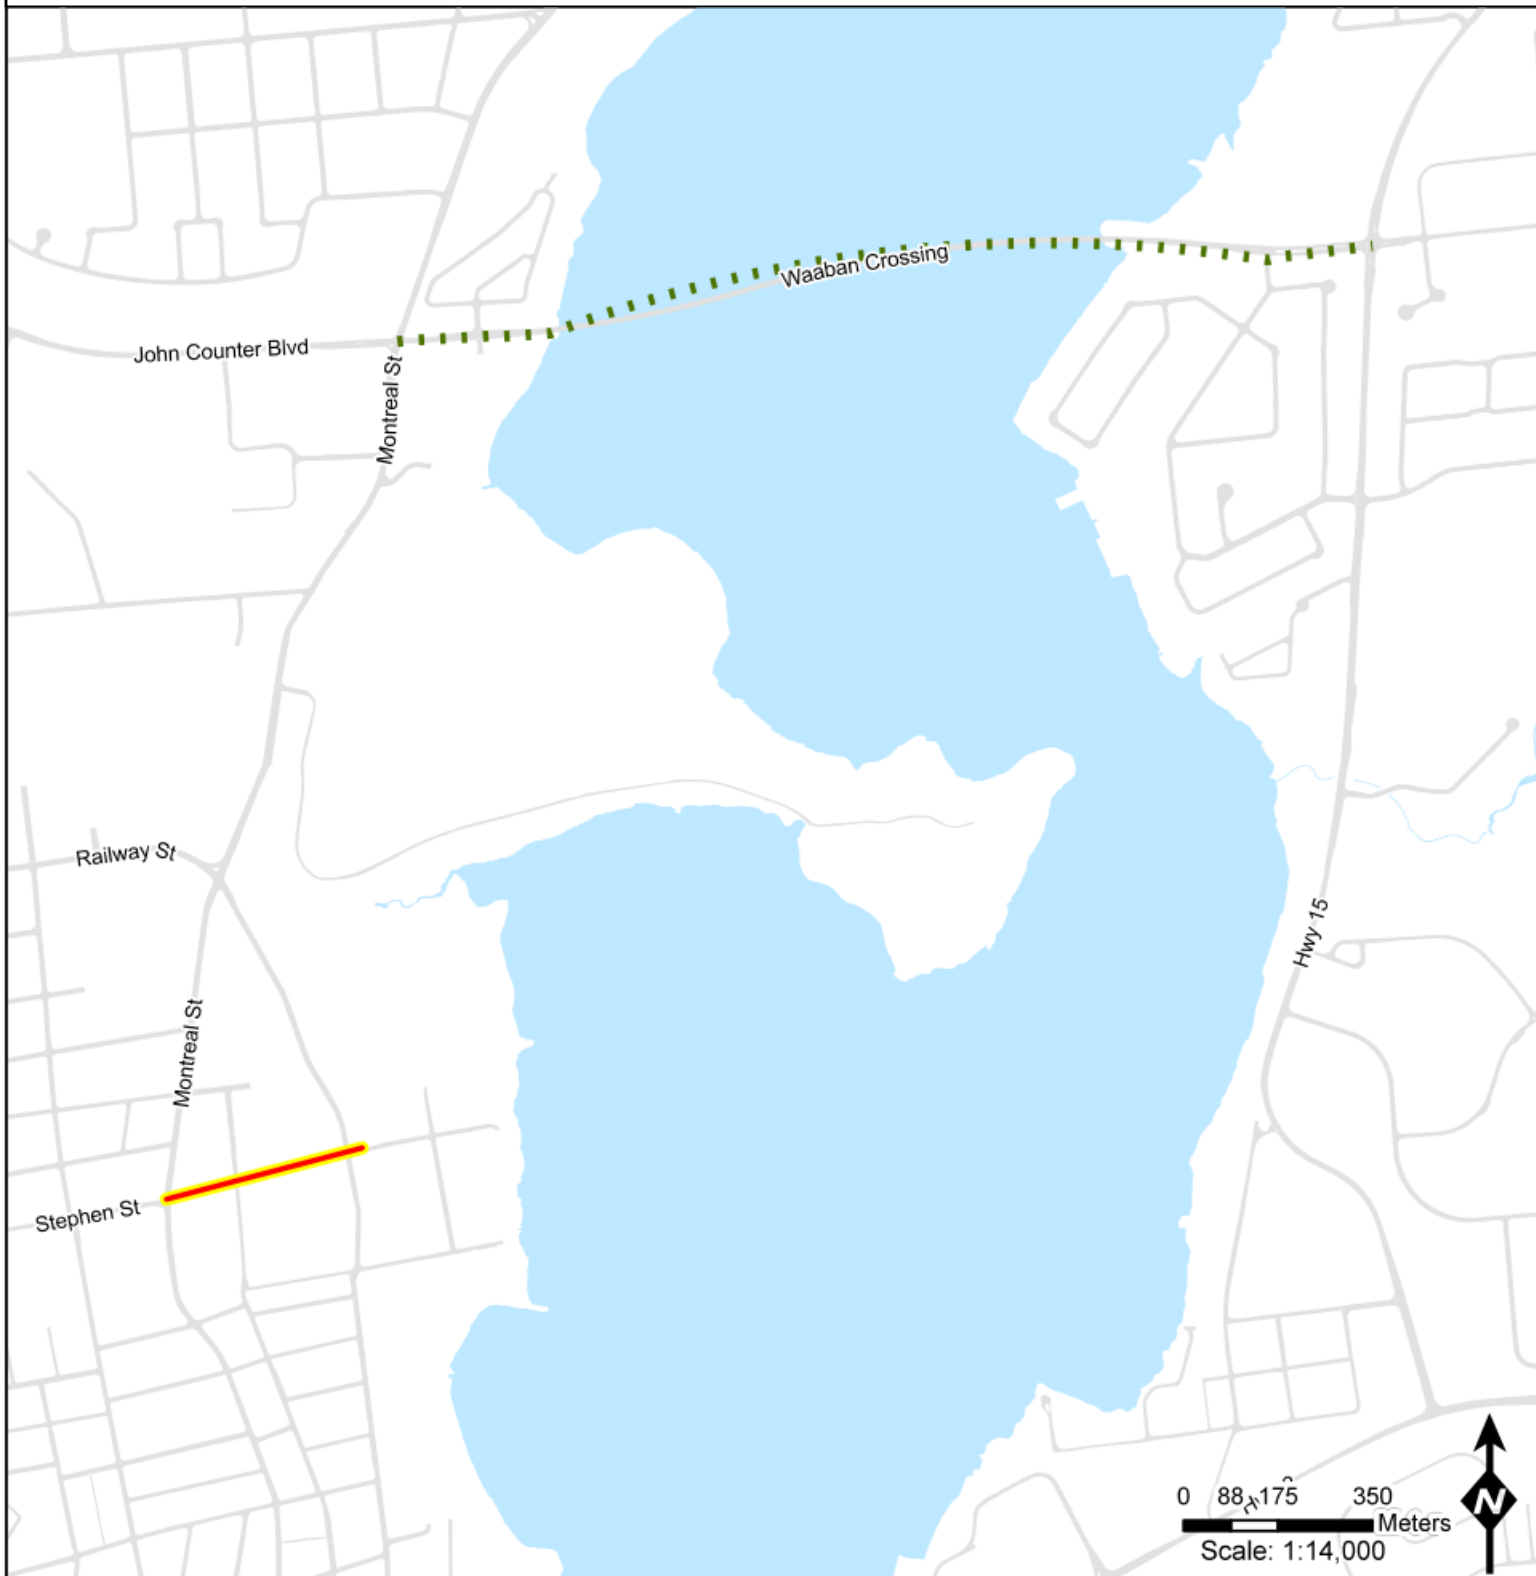 Waaban Crossing
John Counter Blvd
Montreal St
Railway St
Hwy 15
Montreal St
Stephen St
0 88 175 350
Meters
Scale: 1:14,000
N